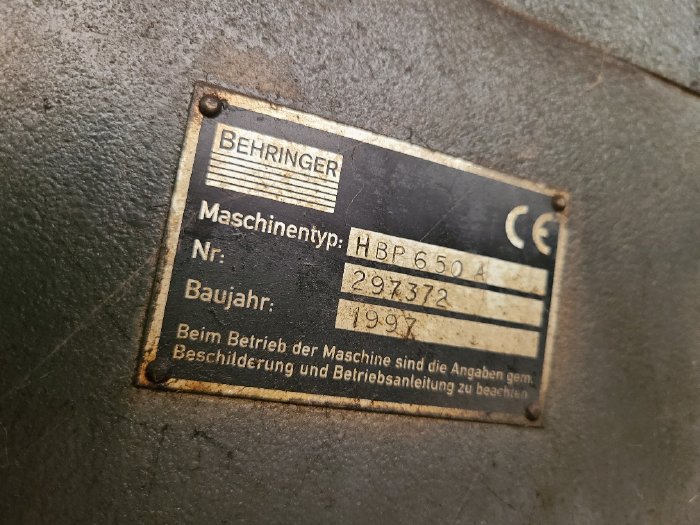 BEHRINGER
CE
Maschinentyp: HBP 650 A
Nr: 297372
Baujahr: 1997
Beim Betrieb der Maschine sind die Angaben gem.
Beschilderung und Betriebsanleitung zu beachten